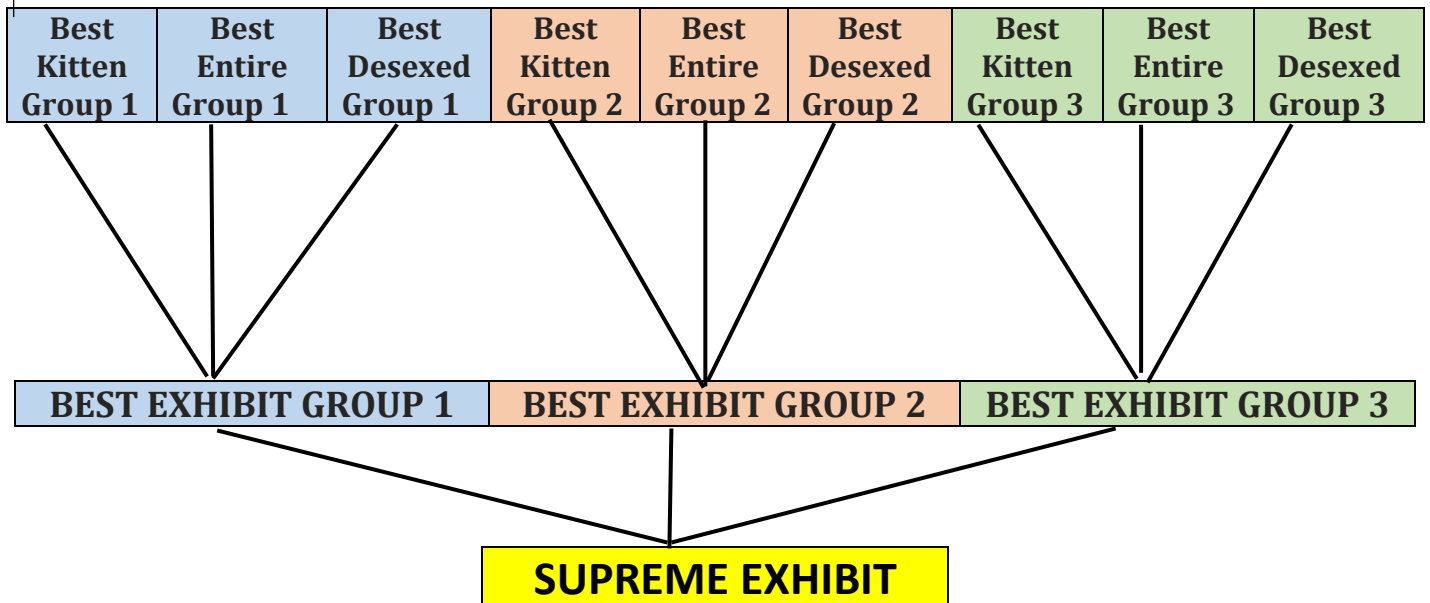 Best Kitten Group 1
Best Entire Group 1
Best Desexed Group 1
Best Kitten Group 2
Best Entire Group 2
Best Desexed Group 2
Best Kitten Group 3
Best Entire Group 3
Best Desexed Group 3
BEST EXHIBIT GROUP 1
BEST EXHIBIT GROUP 2
BEST EXHIBIT GROUP 3
SUPREME EXHIBIT